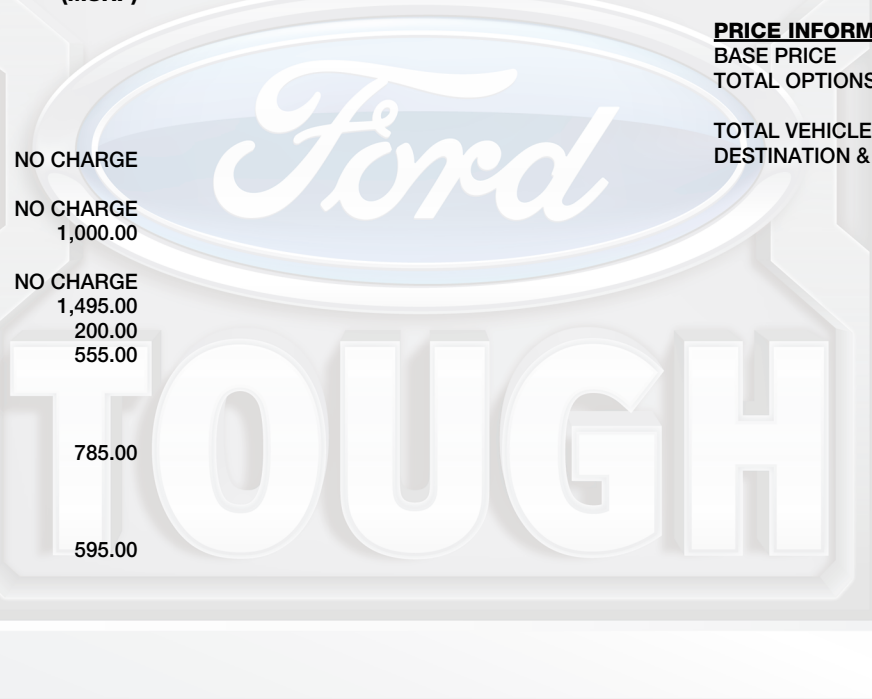 (MSRP)
NO CHARGE
NO CHARGE
1,000.00
NO CHARGE
1,495.00
200.00
555.00
785.00
595.00
PRICE INFORM
BASE PRICE
TOTAL OPTIONS
TOTAL VEHICLE
DESTINATION &
Ford
TOUGH